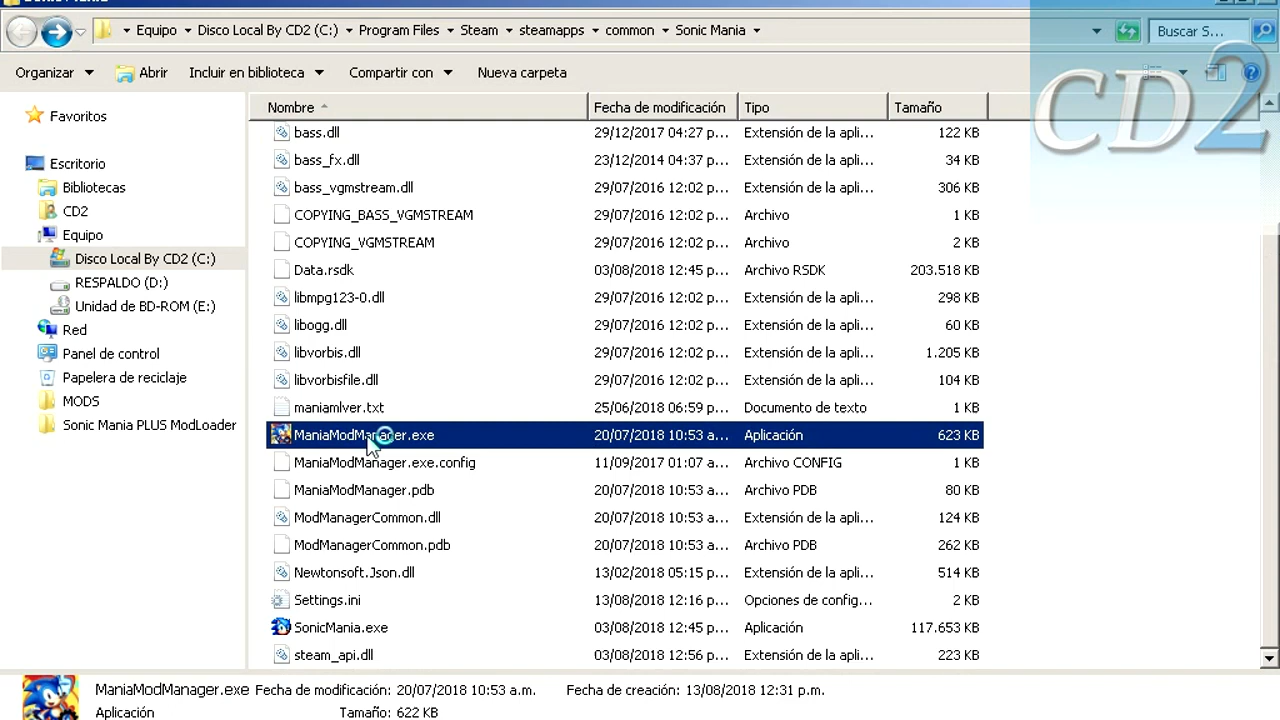 Equipo Disco Local By CD2 (C:) Program Files Steam steamapps common Sonic Mania Buscar S...
Organizar Abrir Incluir en biblioteca Compartir con Nueva carpeta
CD2
Favoritos
Escritorio
Bibliotecas
CD2
Equipo
Disco Local By CD2 (C:)
RESPALDO (D:)
Unidad de BD-ROM (E:)
Red
Panel de control
Papelera de reciclaje
MODS
Sonic Mania PLUS ModLoader
Nombre Fecha de modificación Tipo Tamaño
bass.dll 29/12/2017 04:27 p... Extensión de la apli... 122 KB
bass_fx.dll 23/12/2014 04:37 p... Extensión de la apli... 34 KB
bass_vgmstream.dll 29/07/2016 12:02 p... Extensión de la apli... 306 KB
COPYING_BASS_VGMSTREAM 29/07/2016 12:02 p... Archivo 1 KB
COPYING_VGMSTREAM 29/07/2016 12:02 p... Archivo 2 KB
Data.rsdk 03/08/2018 12:45 p... Archivo RSDK 203.518 KB
libmpg123-0.dll 29/07/2016 12:02 p... Extensión de la apli... 298 KB
libogg.dll 29/07/2016 12:02 p... Extensión de la apli... 60 KB
libvorbis.dll 29/07/2016 12:02 p... Extensión de la apli... 1.205 KB
libvorbisfile.dll 29/07/2016 12:02 p... Extensión de la apli... 104 KB
maniamlver.txt 25/06/2018 06:59 p... Documento de texto 1 KB
ManiaModManager.exe 20/07/2018 10:53 a... Aplicación 623 KB
ManiaModManager.exe.config 11/09/2017 01:07 a... Archivo CONFIG 1 KB
ManiaModManager.pdb 20/07/2018 10:53 a... Archivo PDB 80 KB
ModManagerCommon.dll 20/07/2018 10:53 a... Extensión de la apli... 124 KB
ModManagerCommon.pdb 20/07/2018 10:53 a... Archivo PDB 262 KB
Newtonsoft.Json.dll 13/02/2018 05:15 p... Extensión de la apli... 514 KB
Settings.ini 13/08/2018 12:16 p... Opciones de config... 2 KB
SonicMania.exe 03/08/2018 12:45 p... Aplicación 117.653 KB
steam_api.dll 03/08/2018 12:56 p... Extensión de la apli... 223 KB
ManiaModManager.exe Fecha de modificación: 20/07/2018 10:53 a.m. Fecha de creación: 13/08/2018 12:31 p.m.
Aplicación Tamaño: 622 KB